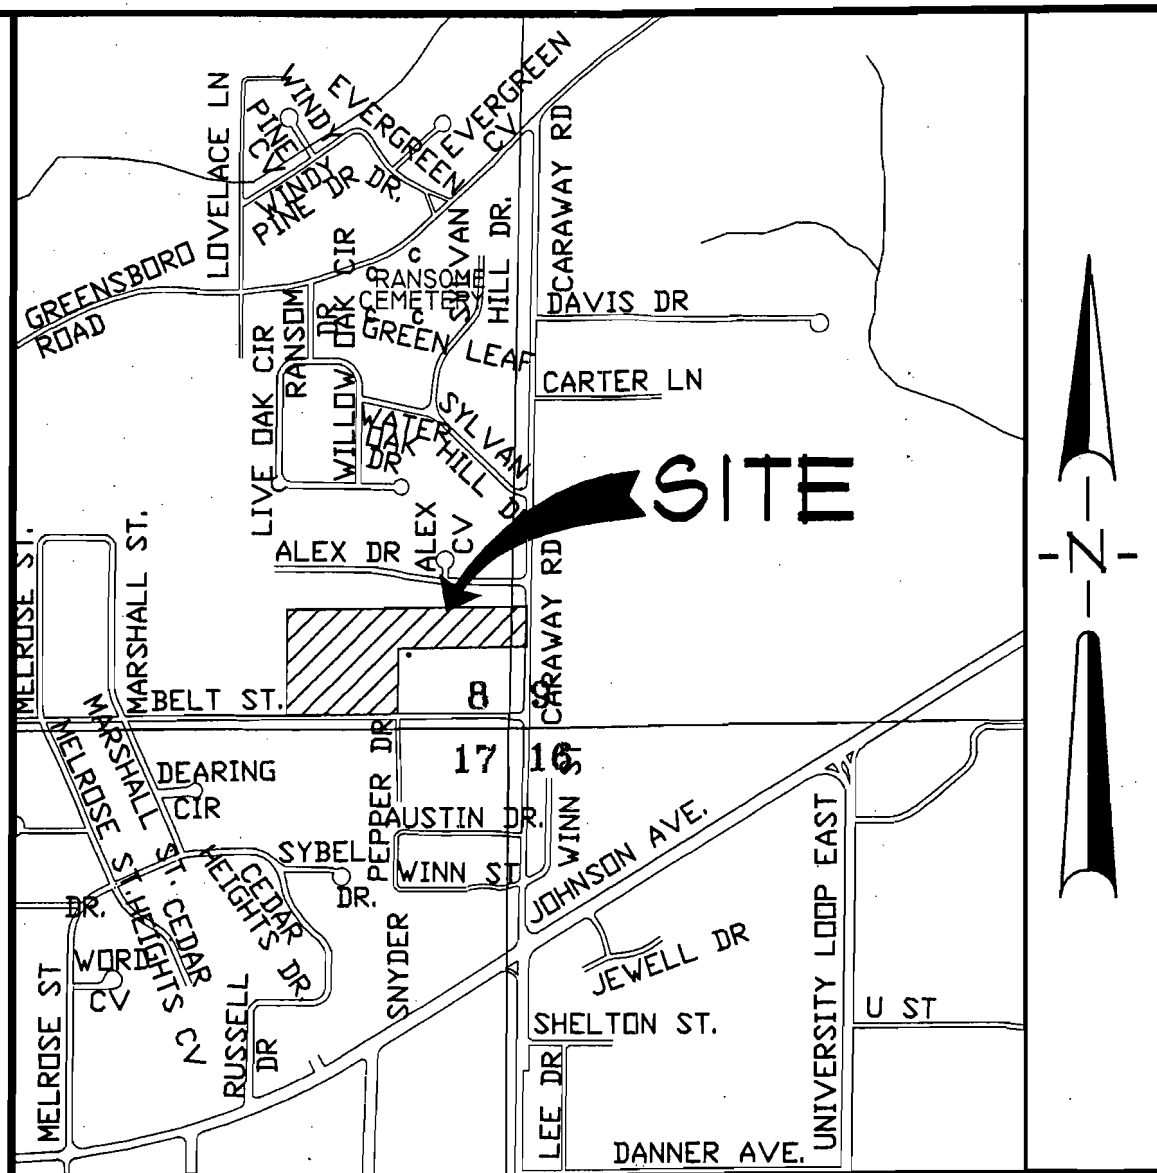 LOVELACE LN
WINDY
PINE
CV
EVERGREEN
DR.
EVERGREEN
CV
WINDY
PINE DR
CARAWAY RD
GREENSBORO
ROAD
C
C
RANSOME
CEMETERY
C
C
SYLVAN
HILL DR.
RANSOM
DR
WILLOW OAK CIR
LIVE OAK CIR
GREEN LEAF
DAVIS DR
CARTER LN
WATER
OAK
DR
SYLVAN
HILL D
SITE
ALEX
CV
ALEX DR
CARAWAY RD
-N-
MELROSE ST.
MARSHALL ST.
BELT ST.
8
9
17
16
MARSHALL ST.
MELROSE ST.
DEARING
CIR
PEPPER DR
AUSTIN DR.
WINN ST
WINN ST
SYBEL
DR.
CEDAR
HEIGHTS DR.
CEDAR
HEIGHTS CV
DR.
WORD
CV
MELROSE ST
RUSSELL
DR
SNYDER
JOHNSON AVE.
JEWELL DR
UNIVERSITY LOOP EAST
U ST
SHELTON ST.
LEE DR
DANNER AVE.